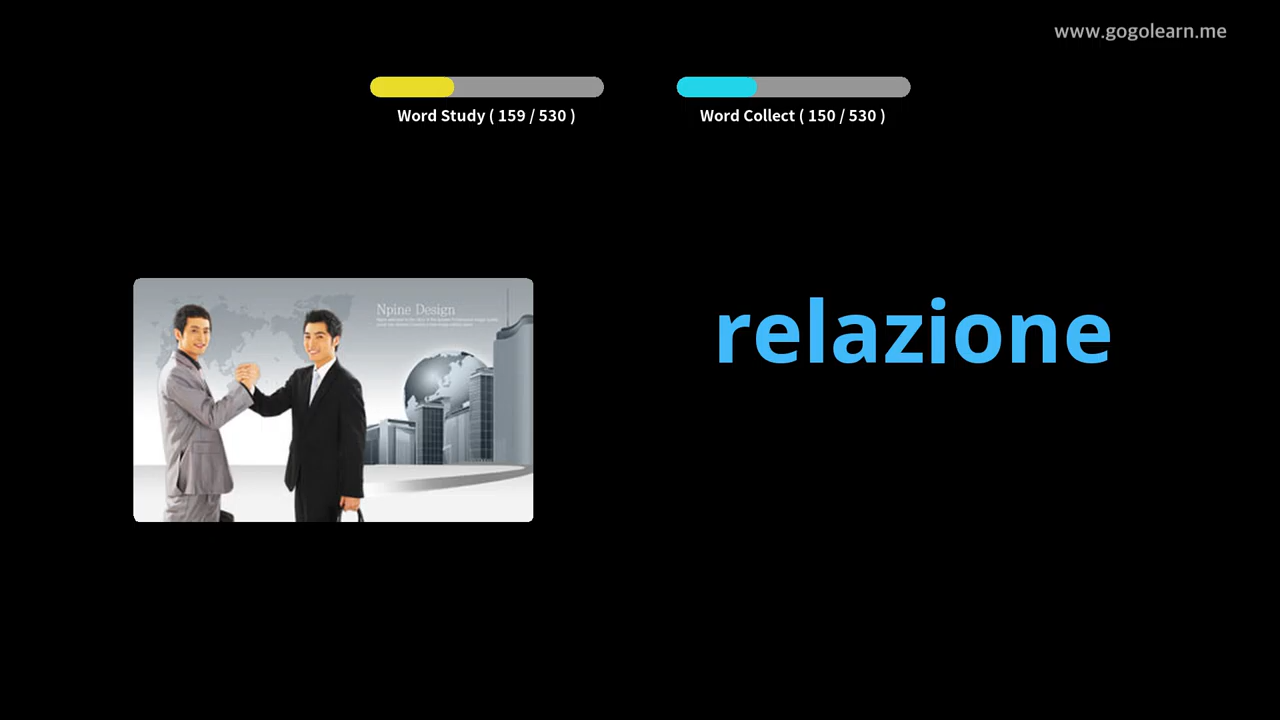 www.gogolearn.me
Word Study ( 159 / 530 )
Word Collect ( 150 / 530 )
Npine Design
relazione